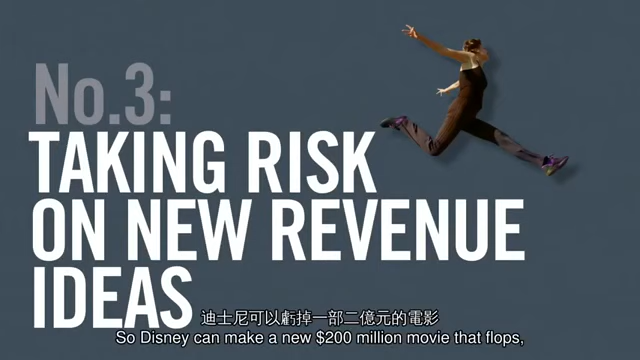 No.3:
TAKING RISK
ON NEW REVENUE
IDEAS
迪士尼可以虧掉一部二億元的電影
So Disney can make a new $200 million movie that flops,